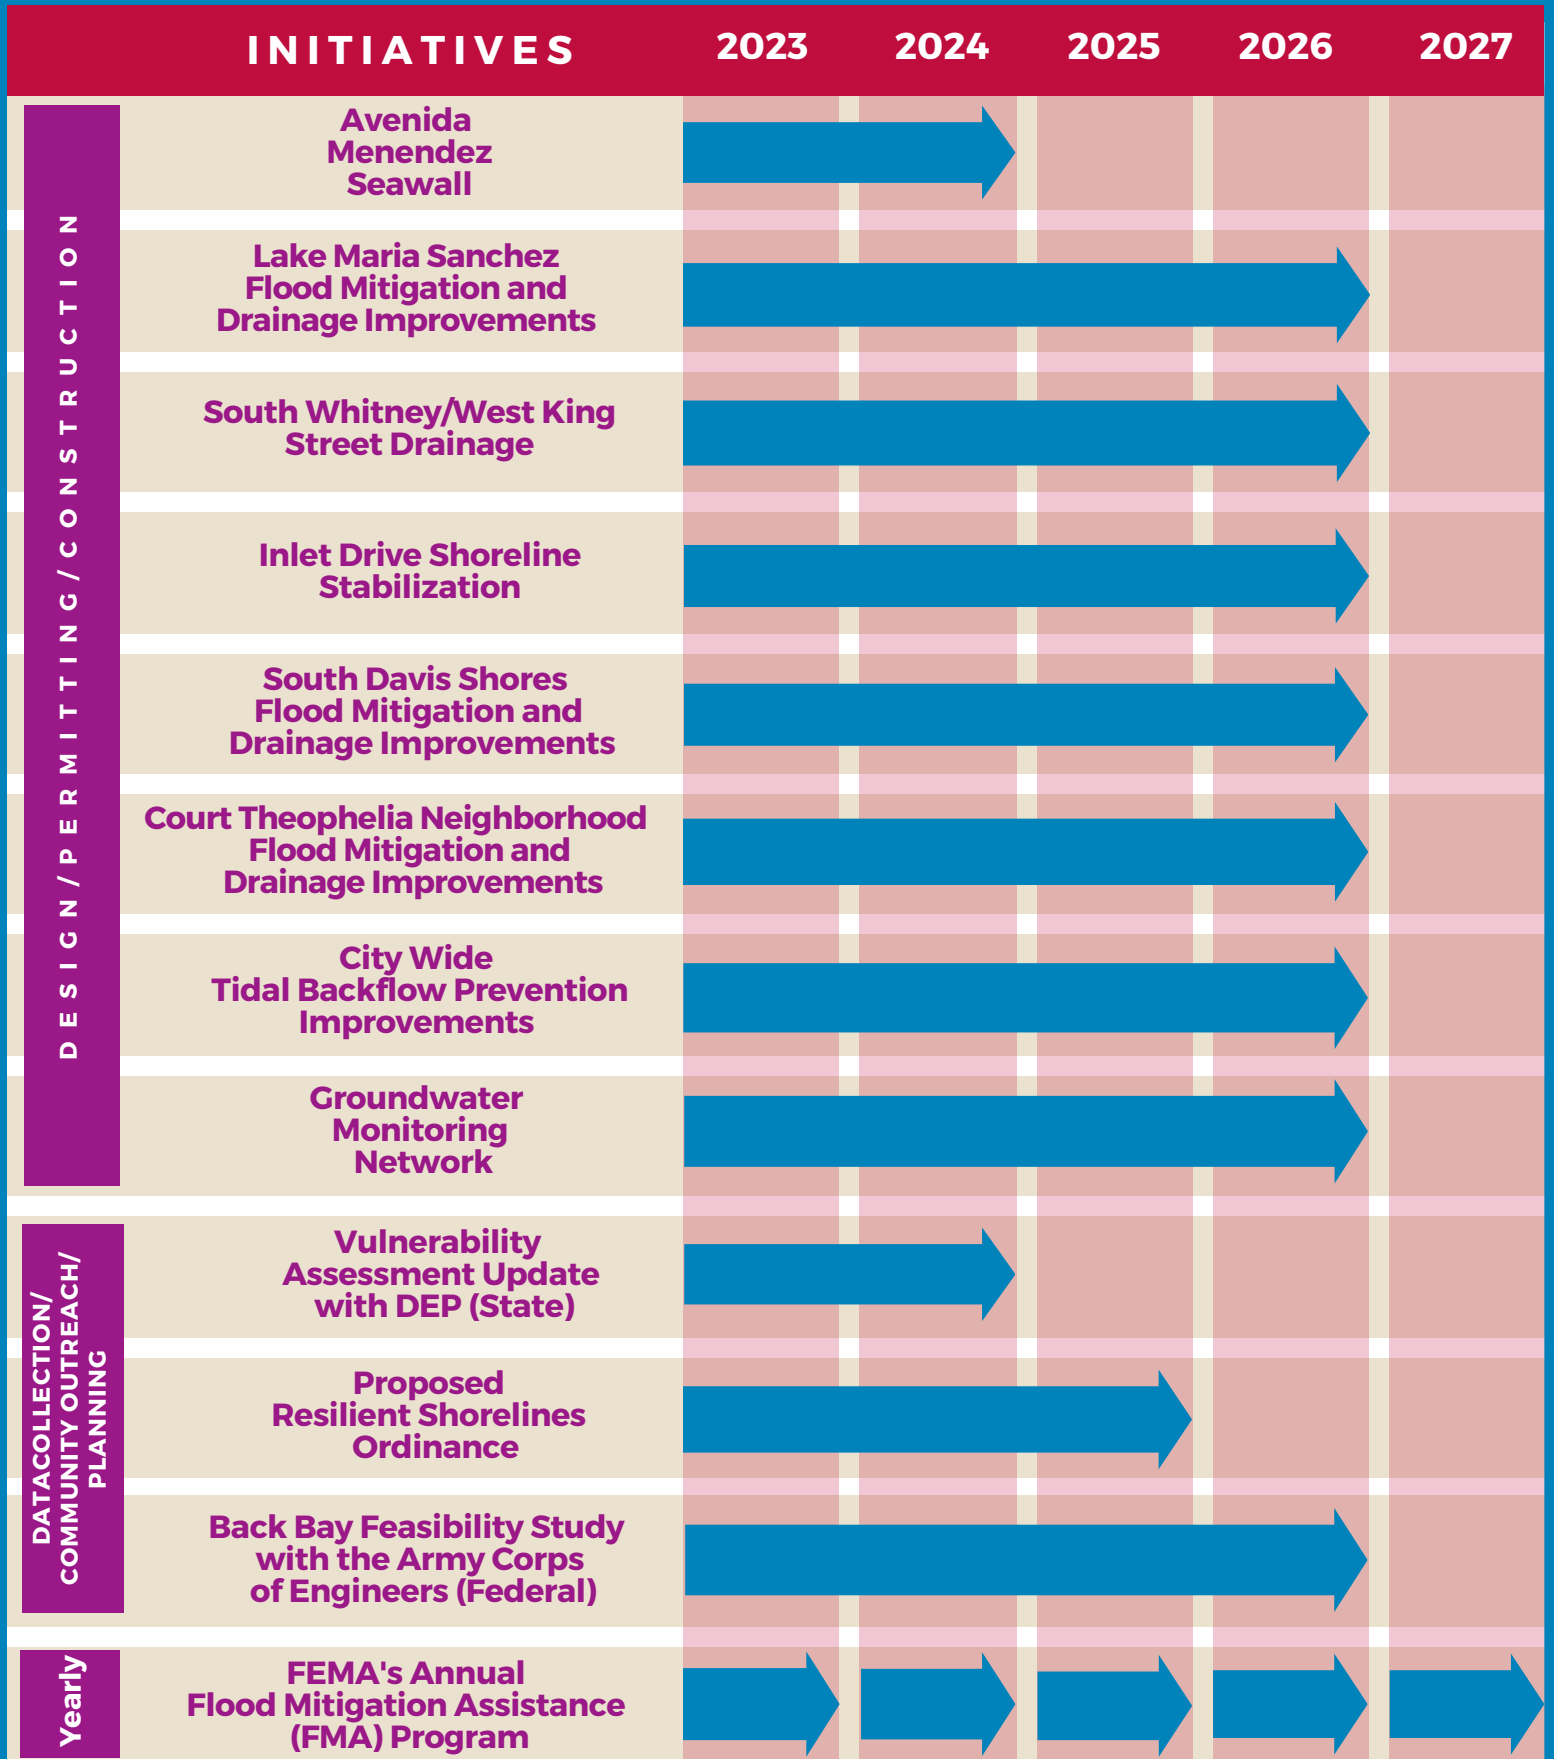 INITIATIVES 2023 2024 2025 2026 2027
DESIGN/PERMITTING/CONSTRUCTION
Avenida
Menendez
Seawall
Lake Maria Sanchez
Flood Mitigation and
Drainage Improvements
South Whitney/West King
Street Drainage
Inlet Drive Shoreline
Stabilization
South Davis Shores
Flood Mitigation and
Drainage Improvements
Court Theophelia Neighborhood
Flood Mitigation and
Drainage Improvements
City Wide
Tidal Backflow Prevention
Improvements
Groundwater
Monitoring
Network
DATACOLLECTION/
COMMUNITY OUTREACH/
PLANNING
Vulnerability
Assessment Update
with DEP (State)
Proposed
Resilient Shorelines
Ordinance
Back Bay Feasibility Study
with the Army Corps
of Engineers (Federal)
Yearly
FEMA's Annual
Flood Mitigation Assistance
(FMA) Program